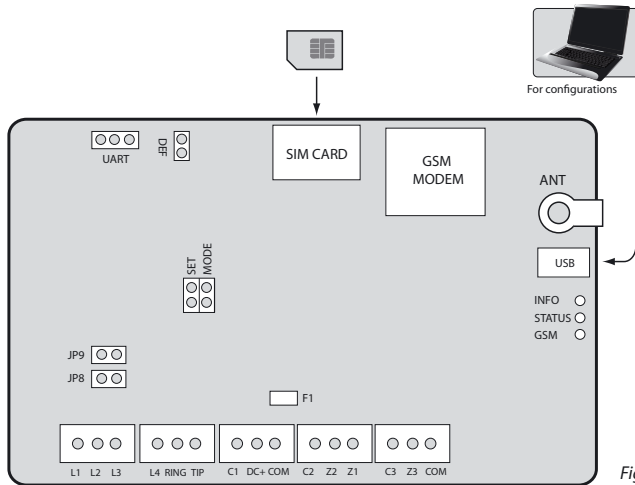 For configurations
UART
DEF
SIM CARD
GSM
MODEM
ANT
SET
MODE
USB
INFO
STATUS
GSM
JP9
JP8
F1
L1 L2 L3 L4 RING TIP C1 DC+ COM C2 Z2 Z1 C3 Z3 COM
Fig